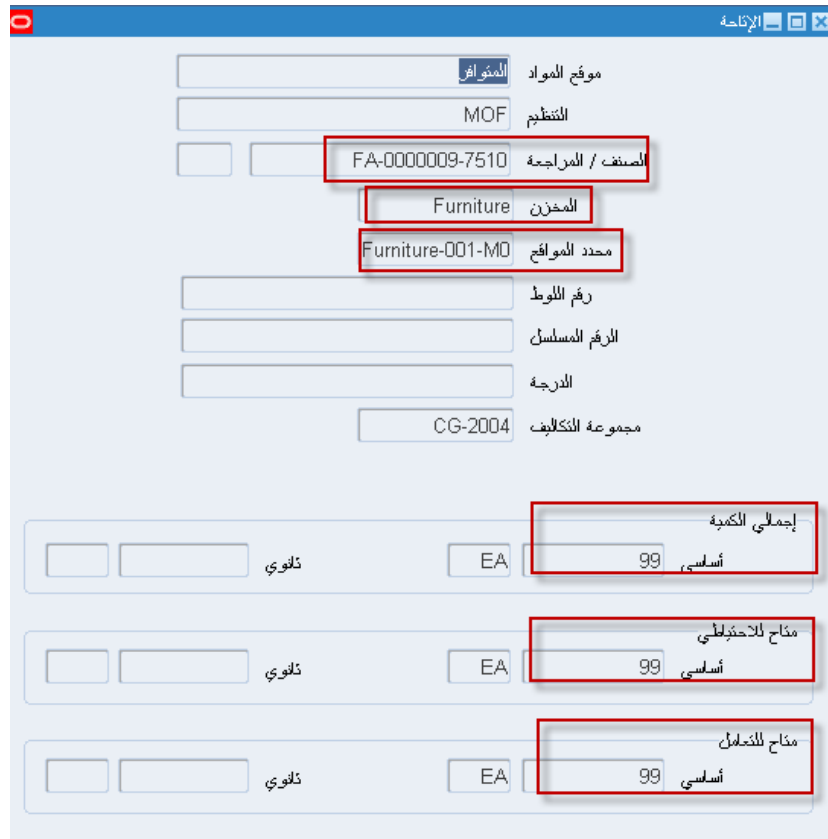 الإتاحة
موقع المواد المتوافر
التنظيم MOF
الصنف / المراجعة FA-0000009-7510
المخزن Furniture
محدد المواقع Furniture-001-M0
رقم اللوط
الرقم المسلسل
الدرجة
مجموعة التكاليف CG-2004
إجمالي الكمية
أساسي 99 EA ثانوي
متاح للاحتياطي
أساسي 99 EA ثانوي
متاح للتعامل
أساسي 99 EA ثانوي